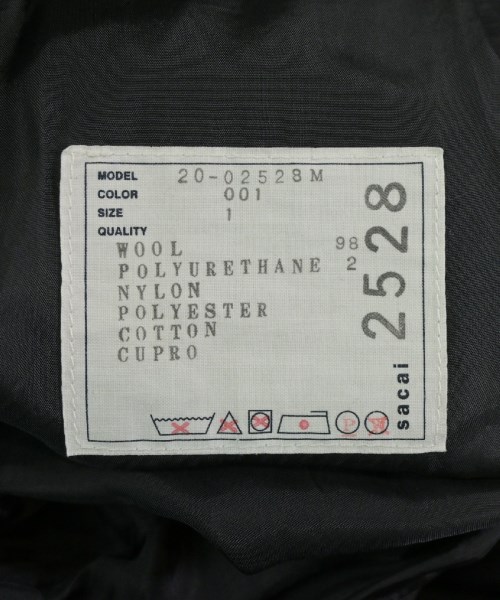 MODEL 20-02528M
COLOR 001
SIZE 1
QUALITY
WOOL 98
POLYURETHANE 2
NYLON
POLYESTER
COTTON
CUPRO
sacai 2528
P